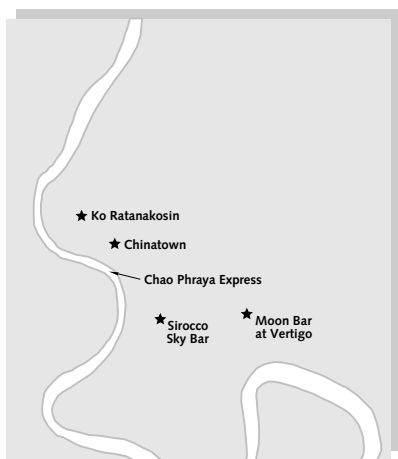 Ko Ratanakosin
Chinatown
Chao Phraya Express
Sirocco
Sky Bar
Moon Bar
at Vertigo